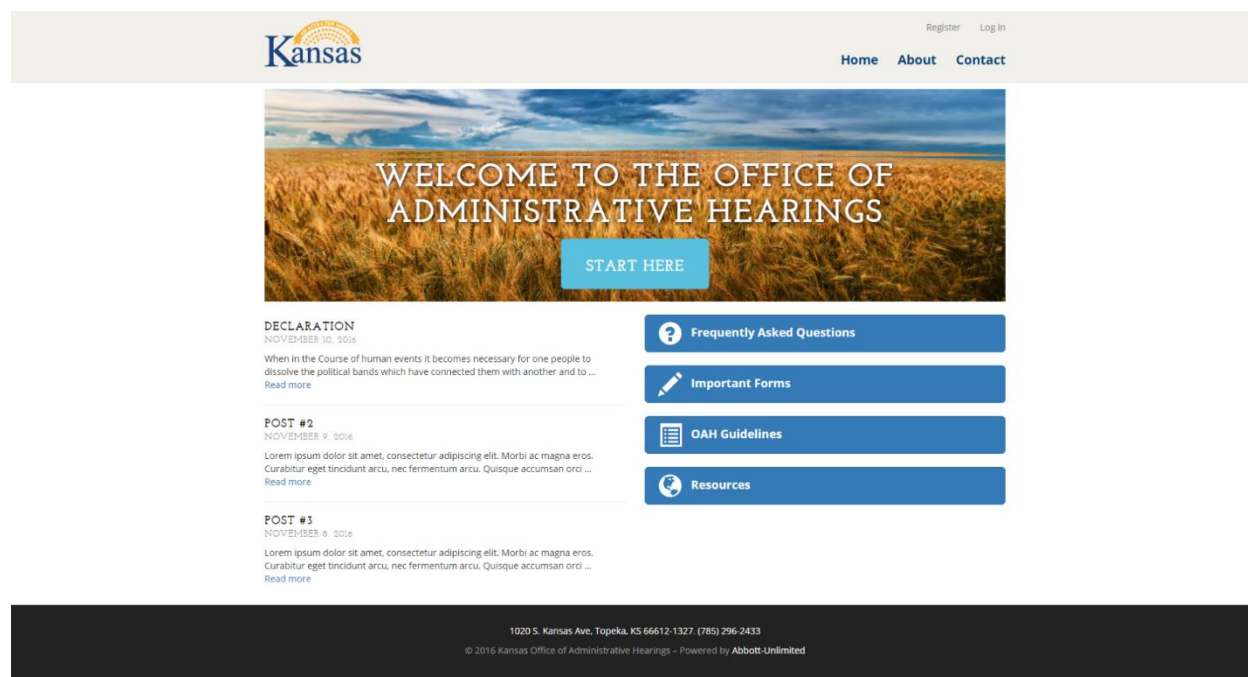 Kansas
Register Log in
Home About Contact
WELCOME TO THE OFFICE OF
ADMINISTRATIVE HEARINGS
START HERE
DECLARATION
NOVEMBER 10, 2016
When in the Course of human events it becomes necessary for one people to
dissolve the political bands which have connected them with another and to ...
Read more
POST #2
NOVEMBER 9, 2016
Lorem ipsum dolor sit amet, consectetur adipiscing elit. Morbi ac magna eros.
Curabitur eget tincidunt arcu, nec fermentum arcu. Quisque accumsan orci ...
Read more
POST #3
NOVEMBER 8, 2016
Lorem ipsum dolor sit amet, consectetur adipiscing elit. Morbi ac magna eros.
Curabitur eget tincidunt arcu, nec fermentum arcu. Quisque accumsan orci ...
Read more
Frequently Asked Questions
Important Forms
OAH Guidelines
Resources
1020 S. Kansas Ave, Topeka, KS 66612-1327. (785) 296-2433
© 2016 Kansas Office of Administrative Hearings – Powered by Abbott-Unlimited